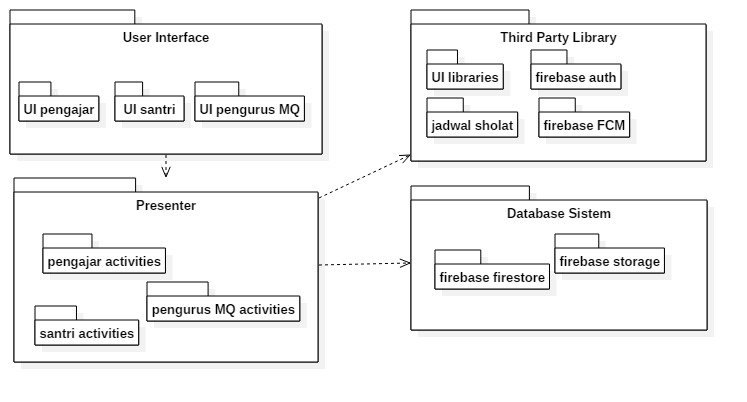 User Interface
UI pengajar
UI santri
UI pengurus MQ
Third Party Library
UI libraries
firebase auth
jadwal sholat
firebase FCM
Presenter
pengajar activities
pengurus MQ activities
santri activities
Database Sistem
firebase firestore
firebase storage